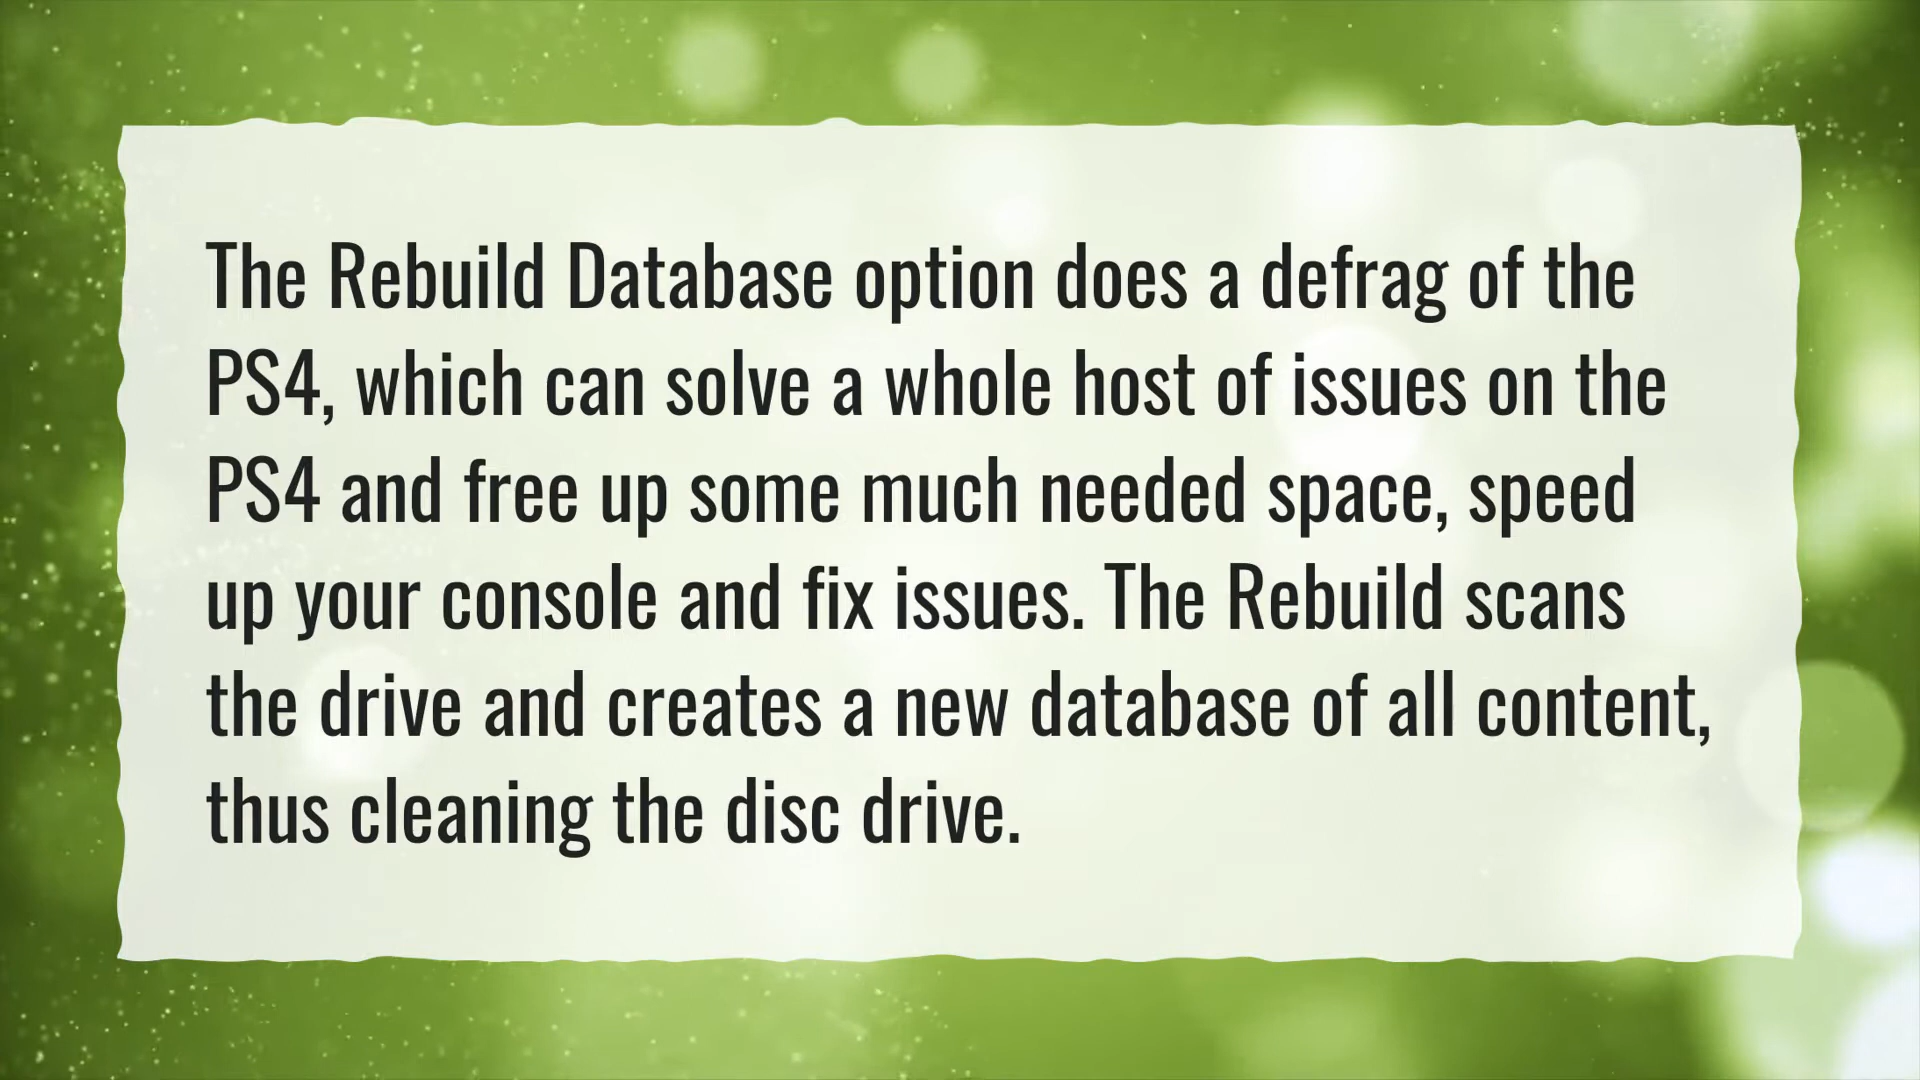 The Rebuild Database option does a defrag of the
PS4, which can solve a whole host of issues on the
PS4 and free up some much needed space, speed
up your console and fix issues. The Rebuild scans
the drive and creates a new database of all content,
thus cleaning the disc drive.